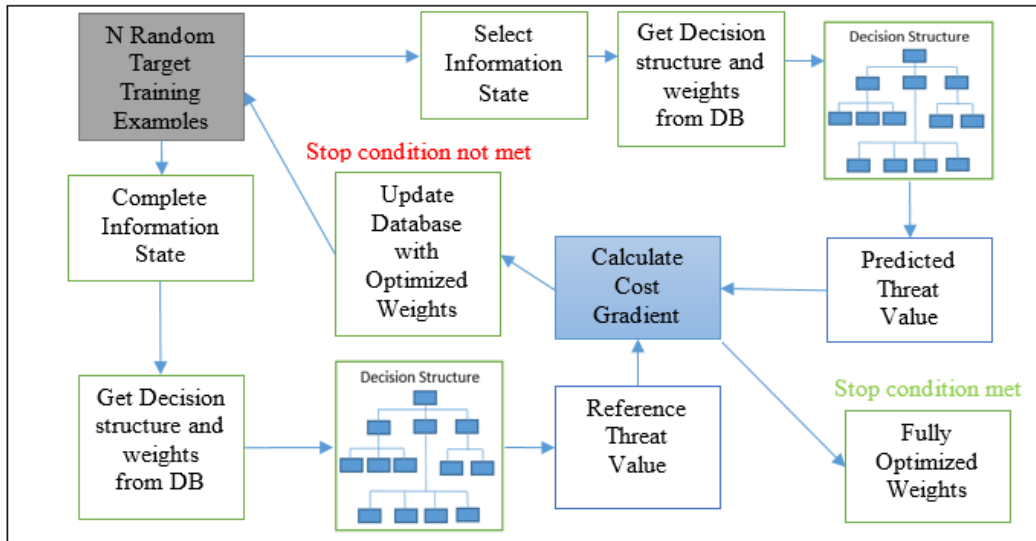 N Random
Target
Training
Examples
Select
Information
State
Get Decision
structure and
weights
from DB
Decision Structure
Stop condition not met
Complete
Information
State
Update
Database
with
Optimized
Weights
Calculate
Cost
Gradient
Predicted
Threat
Value
Get Decision
structure and
weights
from DB
Decision Structure
Reference
Threat
Value
Stop condition met
Fully
Optimized
Weights